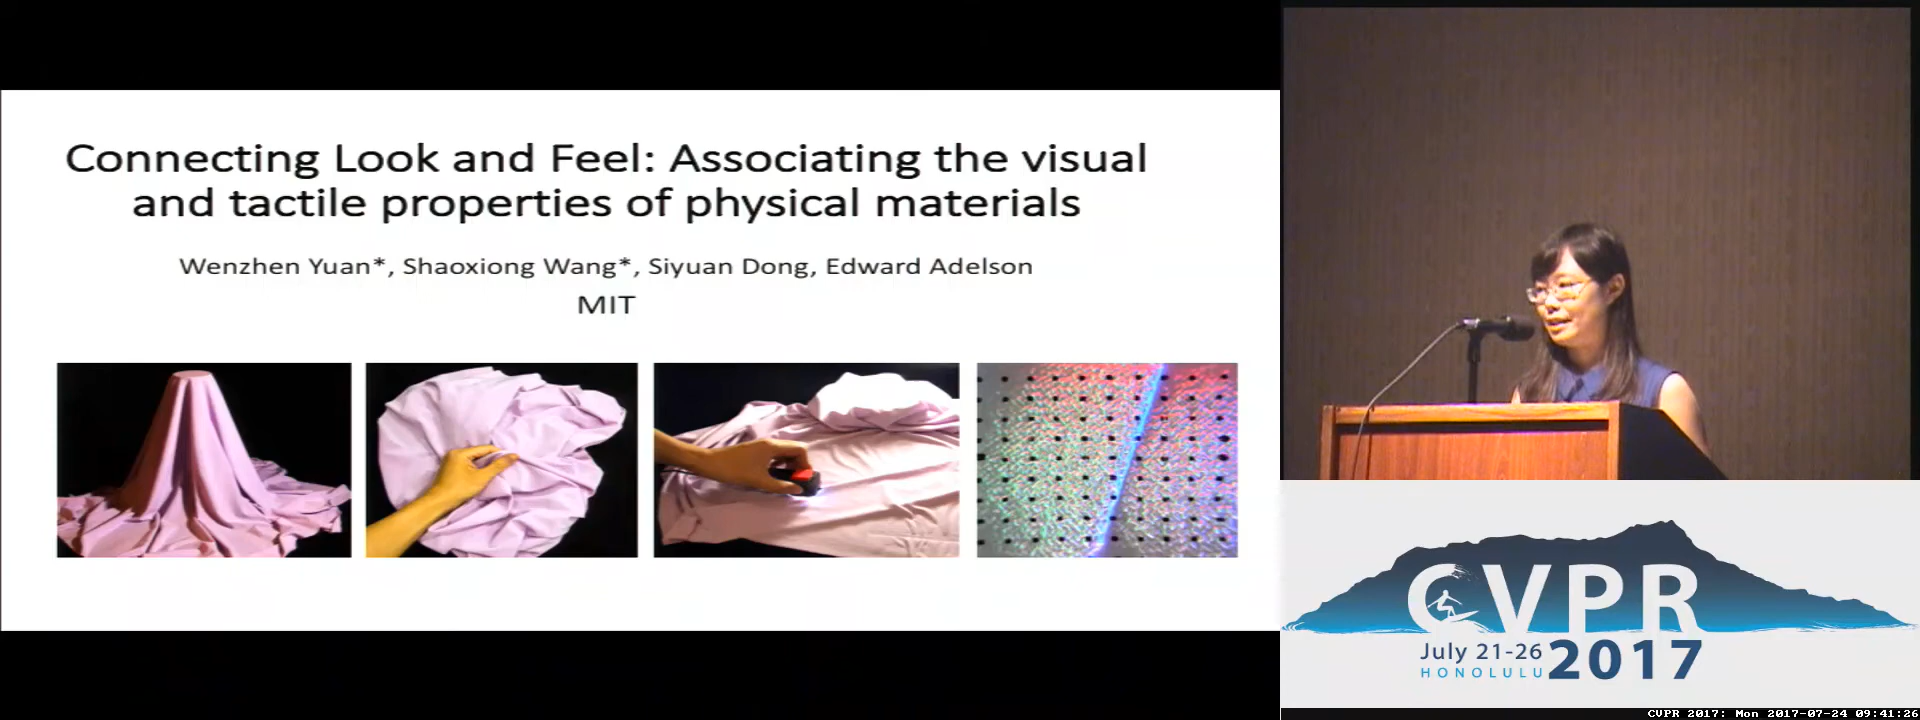 Connecting Look and Feel: Associating the visual
and tactile properties of physical materials
Wenzhen Yuan*, Shaoxiong Wang*, Siyuan Dong, Edward Adelson
MIT
CVPR
July 21-26
HONOLULU
2017
CVPR 2017: Mon 2017-07-24 09:41:26